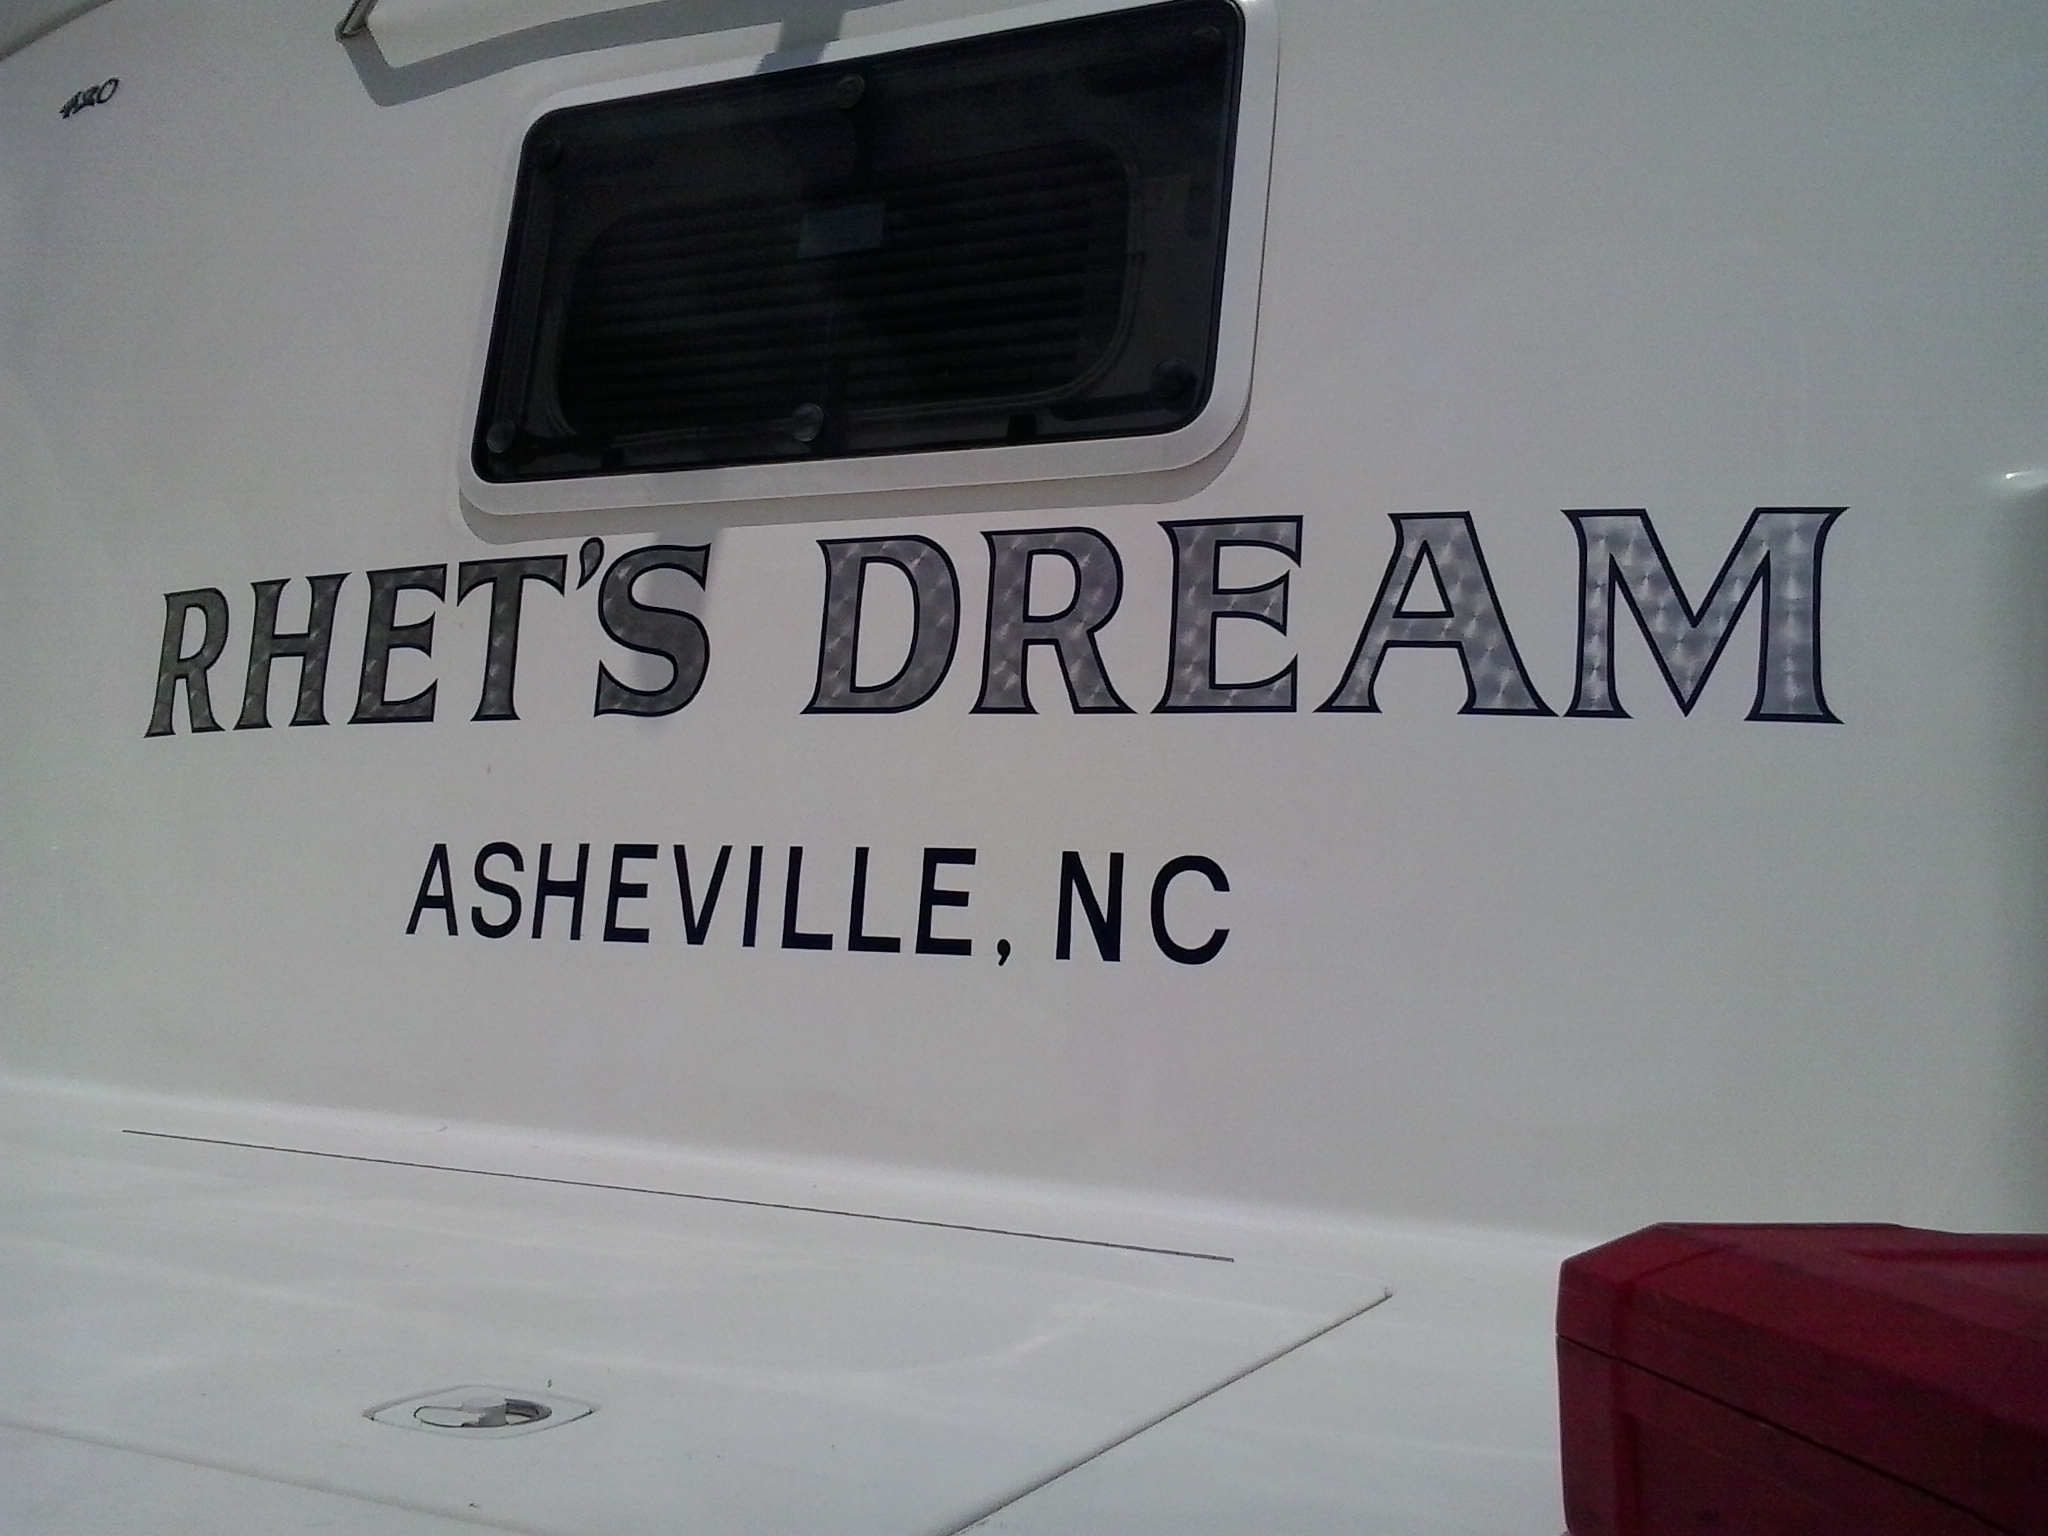 RHET'S DREAM
ASHEVILLE, NC